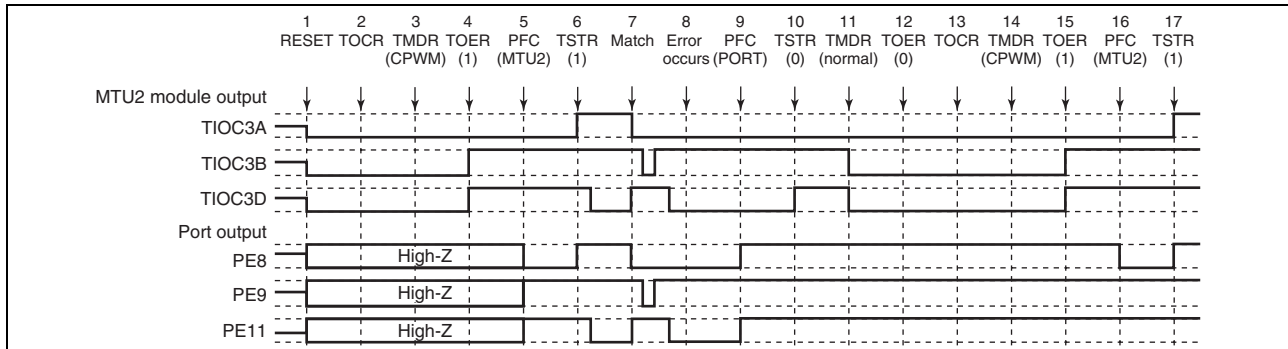 1 2 3 4 5 6 7 8 9 10 11 12 13 14 15 16 17
RESET TOCR TMDR TOER PFC TSTR Match Error PFC TSTR TMDR TOER TOCR TMDR TOER PFC TSTR
(CPWM) (1) (MTU2) (1) occurs (PORT) (0) (normal) (0) (CPWM) (1) (MTU2) (1)
MTU2 module output
TIOC3A
TIOC3B
TIOC3D
Port output
PE8 High-Z
PE9 High-Z
PE11 High-Z